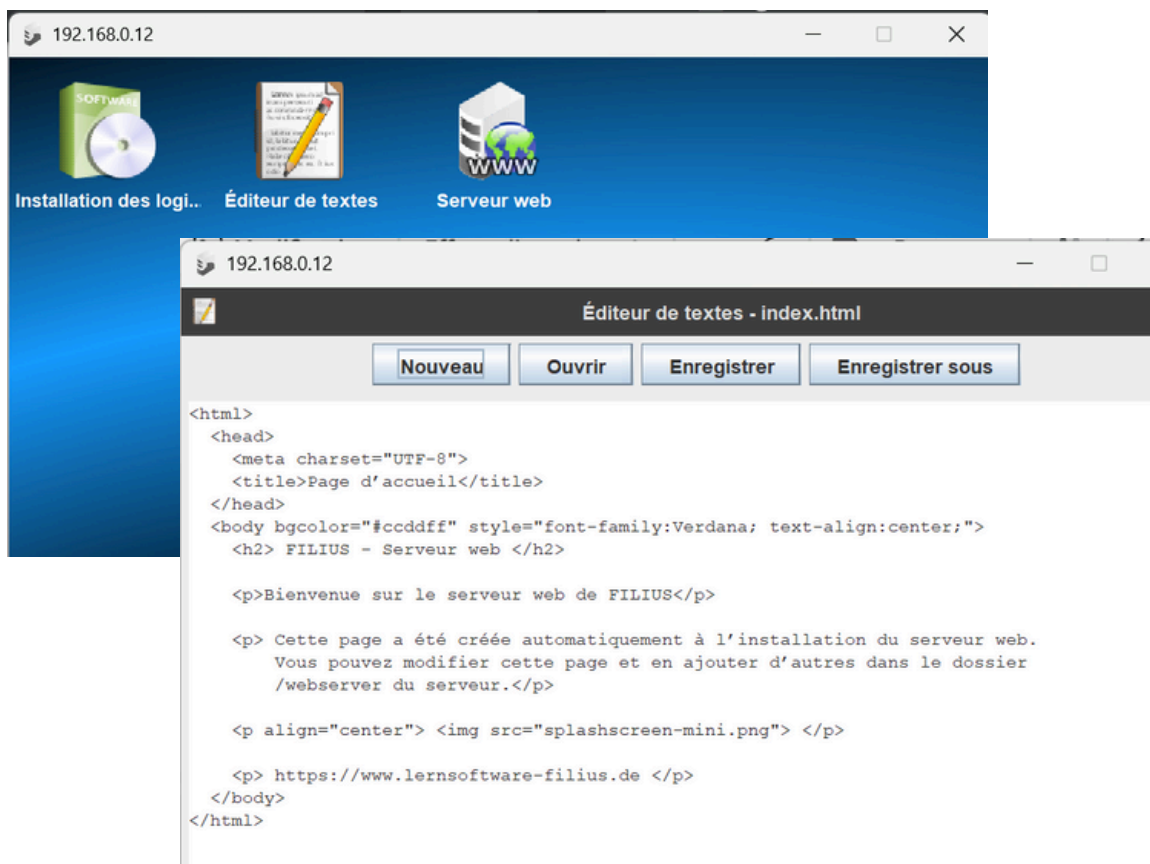 192.168.0.12
SOFTWARE
WWW
Installation des logi...
Éditeur de textes
Serveur web
192.168.0.12
Éditeur de textes - index.html
Nouveau
Ouvrir
Enregistrer
Enregistrer sous
<html>
<head>
<meta charset="UTF-8">
<title>Page d’accueil</title>
</head>
<body bgcolor="#ccddff" style="font-family:Verdana; text-align:center;">
<h2> FILIUS - Serveur web </h2>
<p>Bienvenue sur le serveur web de FILIUS</p>
<p> Cette page a été créée automatiquement à l’installation du serveur web.
Vous pouvez modifier cette page et en ajouter d’autres dans le dossier
/webserver du serveur.</p>
<p align="center"> <img src="splashscreen-mini.png"> </p>
<p> https://www.lernsoftware-filius.de </p>
</body>
</html>